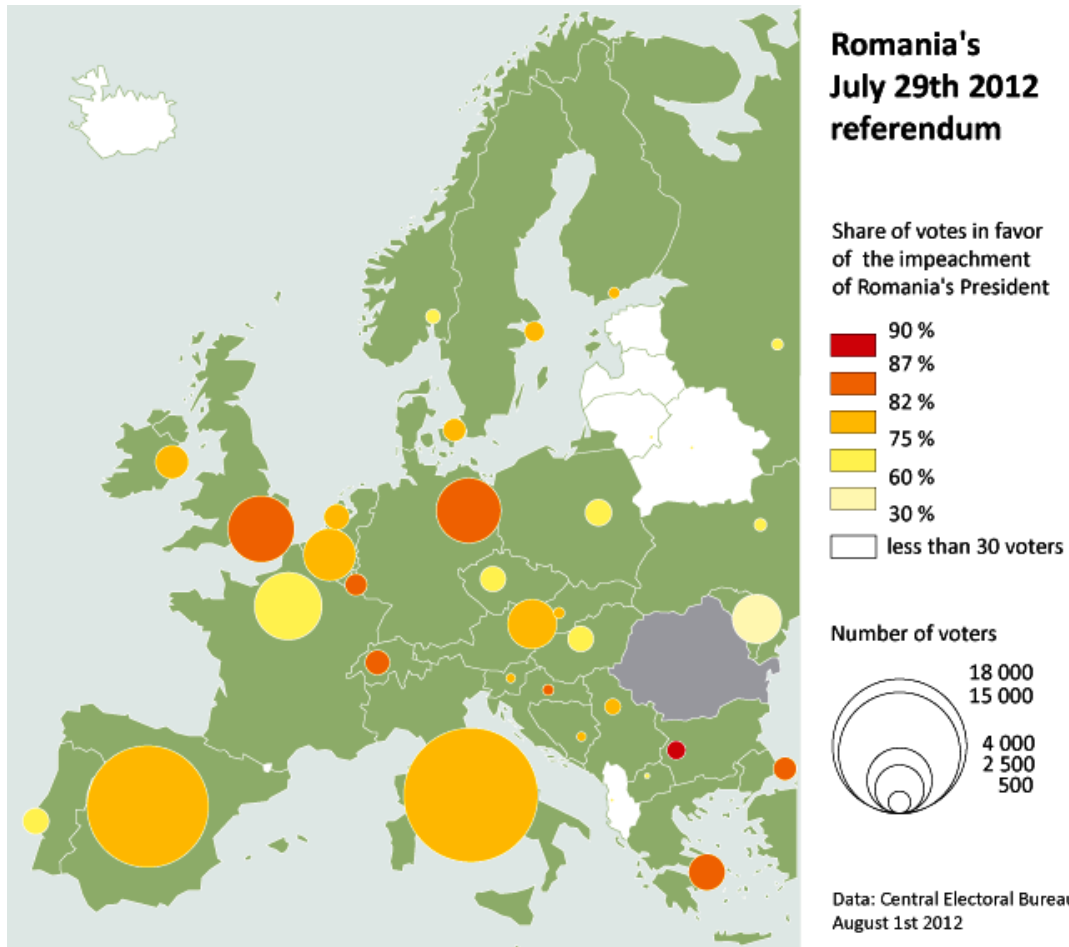 Romania's
July 29th 2012
referendum
Share of votes in favor
of the impeachment
of Romania's President
90 %
87 %
82 %
75 %
60 %
30 %
less than 30 voters
Number of voters
18 000
15 000
4 000
2 500
500
Data: Central Electoral Bureau
August 1st 2012